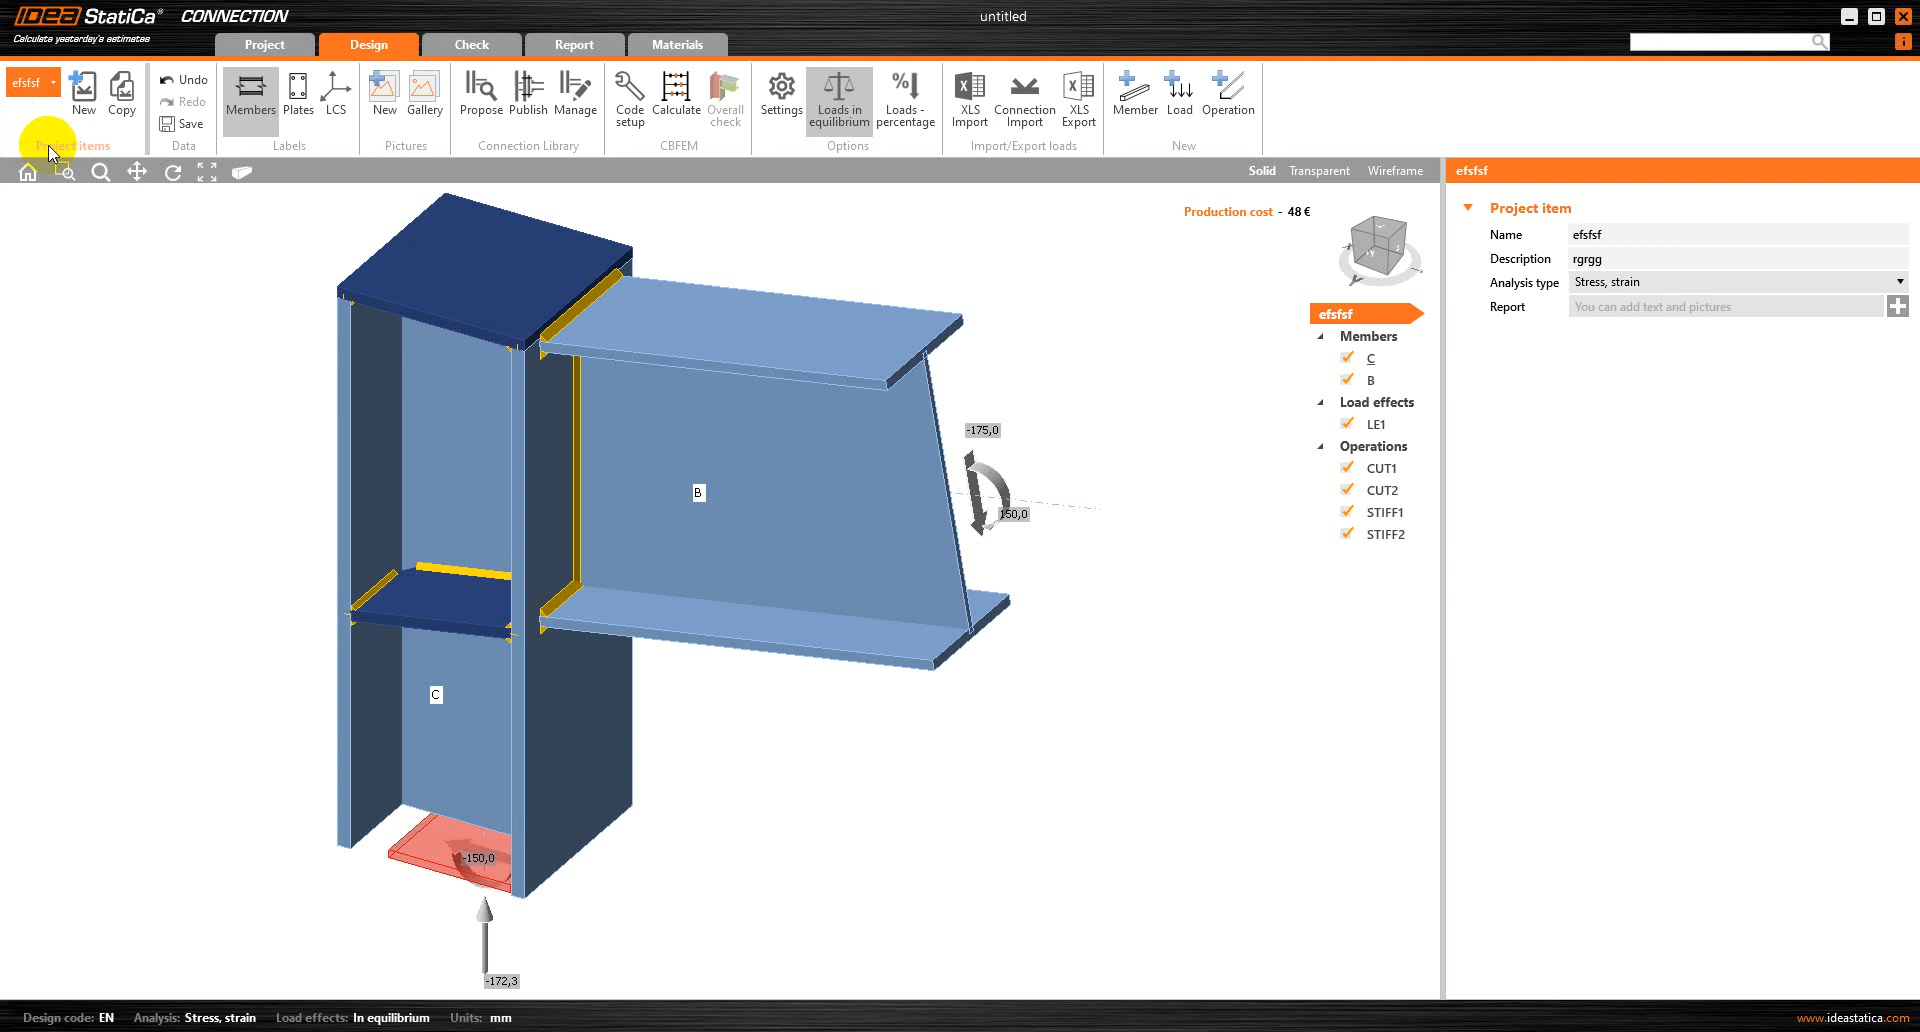 IDEA StatiCa® CONNECTION
Calculate yesterday's estimates
untitled
Project
Design
Check
Report
Materials
efsfsf
New
Copy
Project items
Undo
Redo
Save
Data
Members
Plates
LCS
Labels
New
Gallery
Pictures
Propose
Publish
Manage
Connection Library
Code setup
Calculate
Overall check
CBFEM
Settings
Loads in equilibrium
Loads - percentage
Options
XLS Import
Connection Import
XLS Export
Import/Export loads
Member
Load
Operation
New
Solid
Transparent
Wireframe
Production cost - 48 €
efsfsf
Members
C
B
Load effects
LE1
Operations
CUT1
CUT2
STIFF1
STIFF2
-175,0
150,0
B
C
-150,0
-172,3
efsfsf
Project item
Name efsfsf
Description rgrgg
Analysis type Stress, strain
Report You can add text and pictures
Design code: EN Analysis: Stress, strain Load effects: In equilibrium Units: mm
www.ideastatica.com